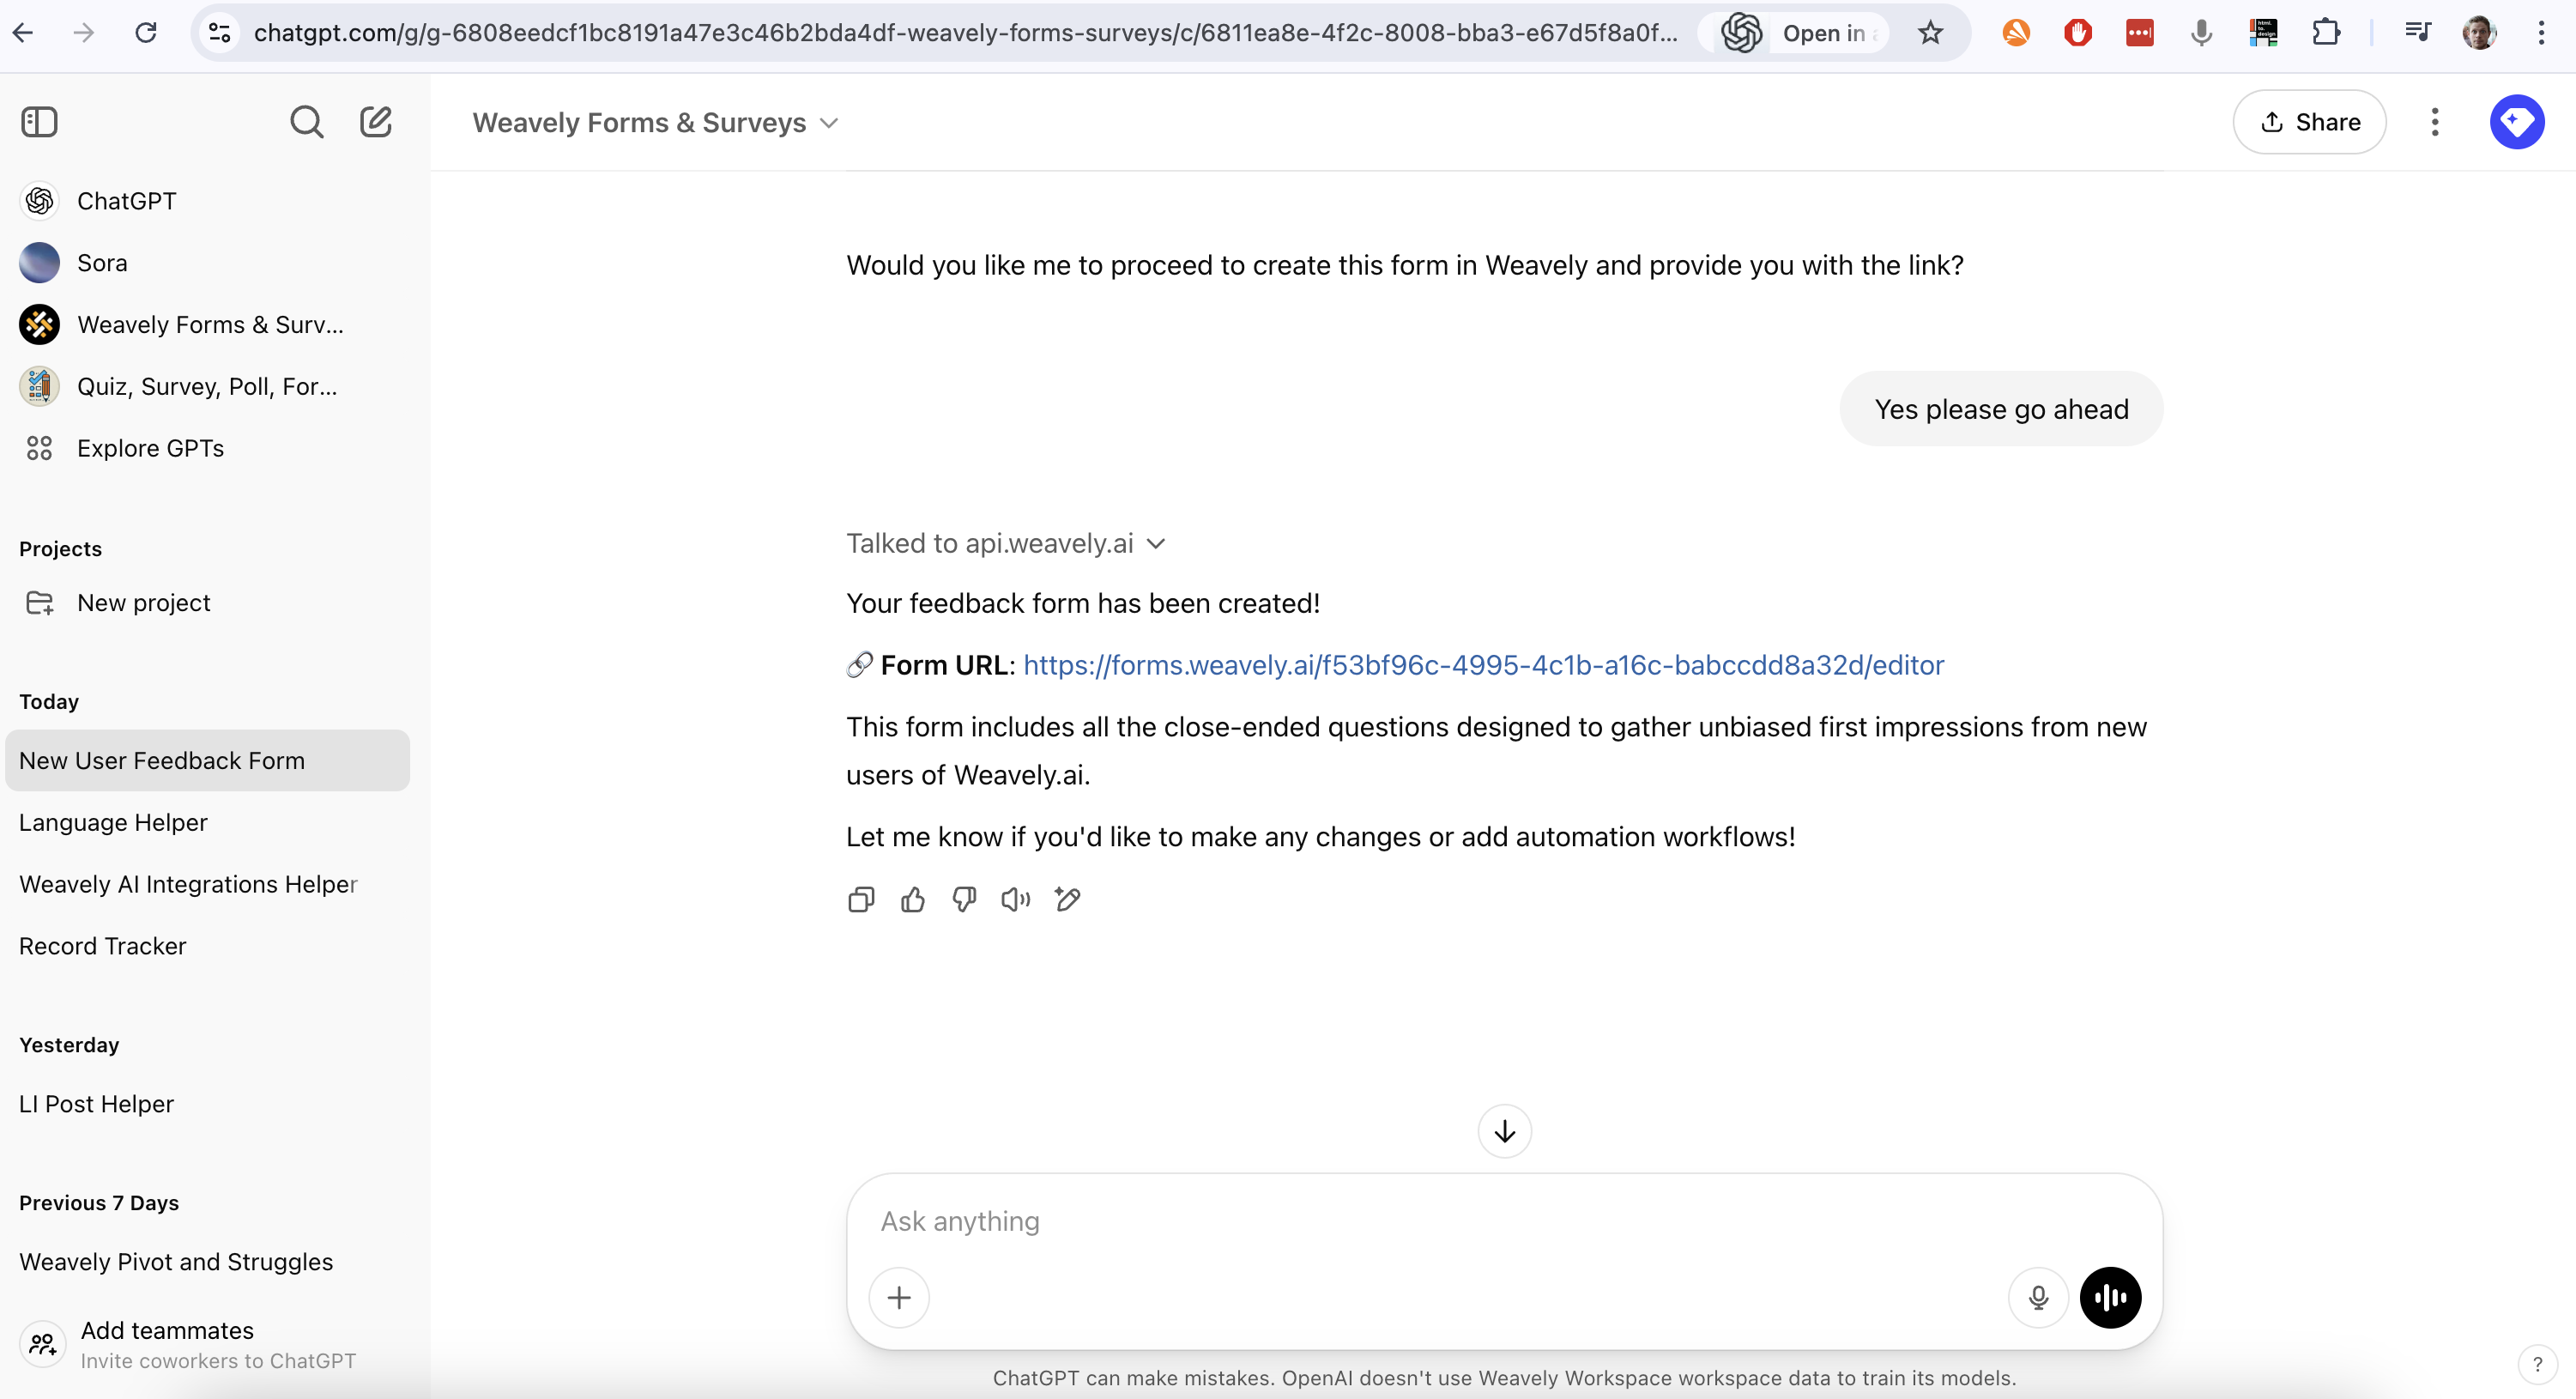 chatgpt.com/g/g-6808eedcf1bc8191a47e3c46b2bda4df-weavely-forms-surveys/c/6811ea8e-4f2c-8008-bba3-e67d5f8a0f...
Open in
Weavely Forms & Surveys
Share
ChatGPT
Sora
Weavely Forms & Surv...
Quiz, Survey, Poll, For...
Explore GPTs
Projects
New project
Today
New User Feedback Form
Language Helper
Weavely AI Integrations Helper
Record Tracker
Yesterday
LI Post Helper
Previous 7 Days
Weavely Pivot and Struggles
Add teammates
Invite coworkers to ChatGPT
Would you like me to proceed to create this form in Weavely and provide you with the link?
Yes please go ahead
Talked to api.weavely.ai
Your feedback form has been created!
🔗 Form URL: https://forms.weavely.ai/f53bf96c-4995-4c1b-a16c-babccdd8a32d/editor
This form includes all the close-ended questions designed to gather unbiased first impressions from new
users of Weavely.ai.
Let me know if you'd like to make any changes or add automation workflows!
Ask anything
ChatGPT can make mistakes. OpenAI doesn't use Weavely Workspace workspace data to train its models.
?